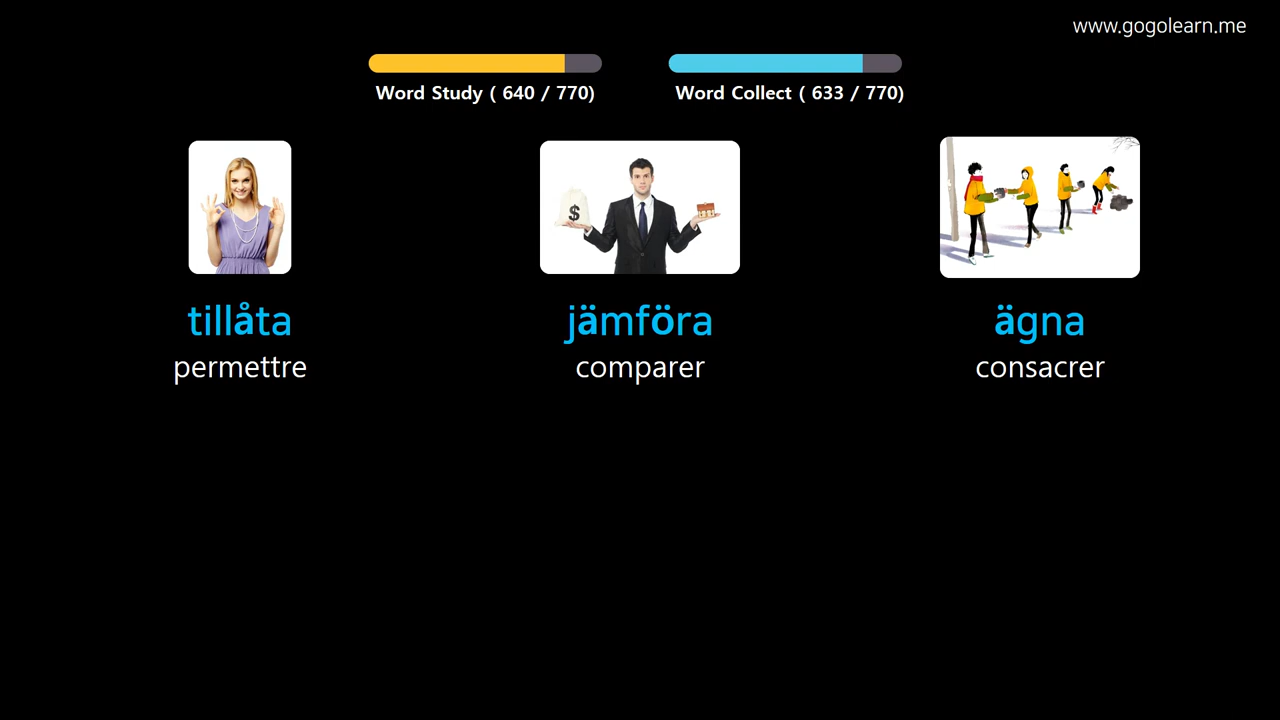 www.gogolearn.me
Word Study ( 640 / 770)
Word Collect ( 633 / 770)
$
tillåta
jämföra
ägna
permettre
comparer
consacrer